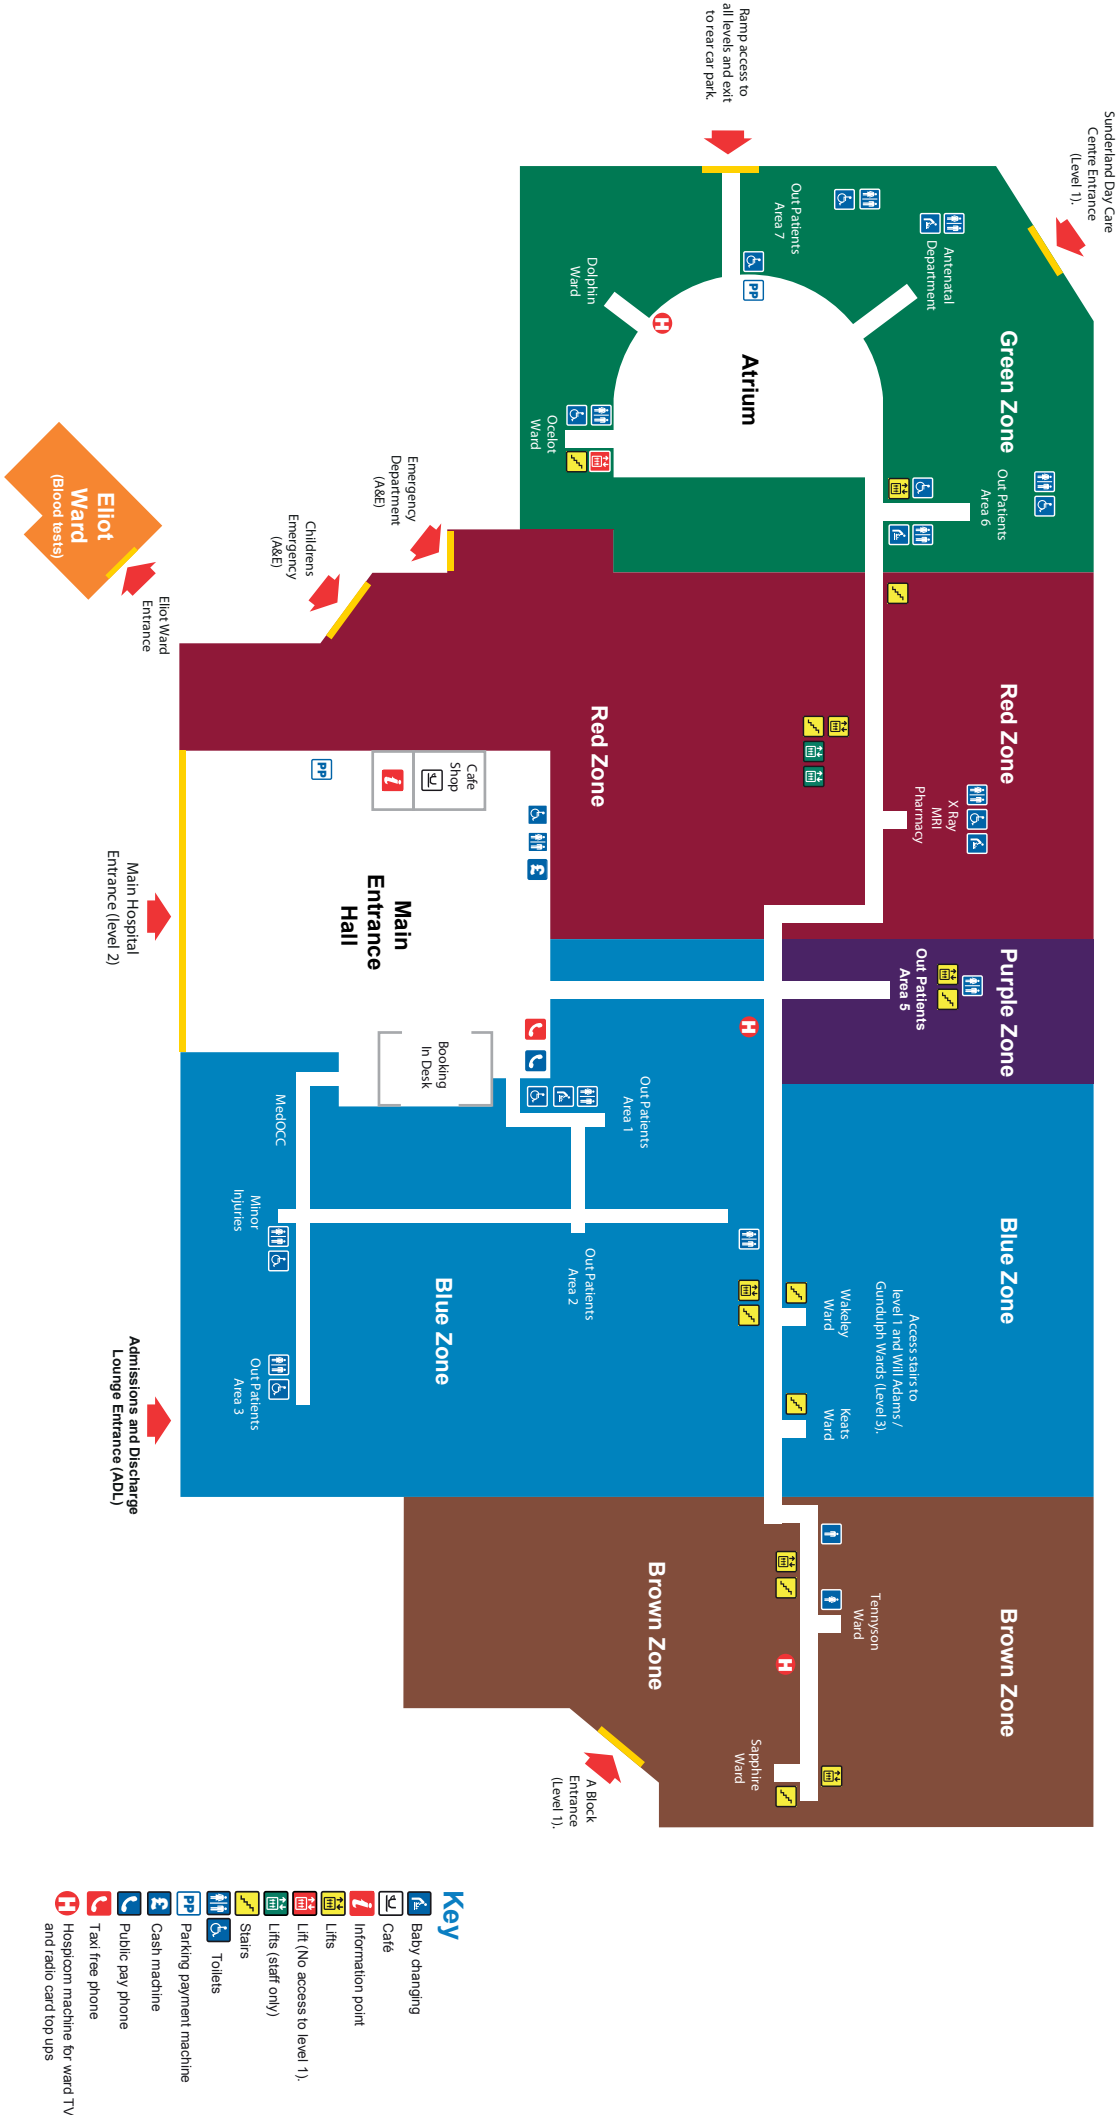 Sunderland Day Care
Centre Entrance
(Level 1).
Ramp access to
all levels and exit
to rear car park.
Green Zone
Antenatal
Department
Out Patients
Area 7
PP
Dolphin
Ward
H
Atrium
Ocelot
Ward
Out Patients
Area 6
Red Zone
X Ray
MRI
Pharmacy
Red Zone
Emergency
Department
(A&E)
Childrens
Emergency
(A&E)
Eliot
Ward
(Blood tests)
Eliot Ward
Entrance
Cafe
Shop
i
PP
£
Main
Entrance
Hall
Main Hospital
Entrance (level 2)
Purple Zone
Out Patients
Area 5
H
Booking
In Desk
Out Patients
Area 1
MedOCC
Minor
Injuries
Out Patients
Area 2
Out Patients
Area 3
Blue Zone
Blue Zone
Access stairs to
level 1 and Will Adams /
Gundulph Wards (Level 3).
Wakeley
Ward
Keats
Ward
Admissions and Discharge
Lounge Entrance (ADL)
Brown Zone
Brown Zone
Tennyson
Ward
H
Sapphire
Ward
A Block
Entrance
(Level 1).
Key
Baby changing
Café
i Information point
Lifts
Lift (No access to level 1).
Lifts (staff only)
Stairs
Toilets
PP Parking payment machine
£ Cash machine
Public pay phone
Taxi free phone
H Hospicom machine for ward TV
and radio card top ups